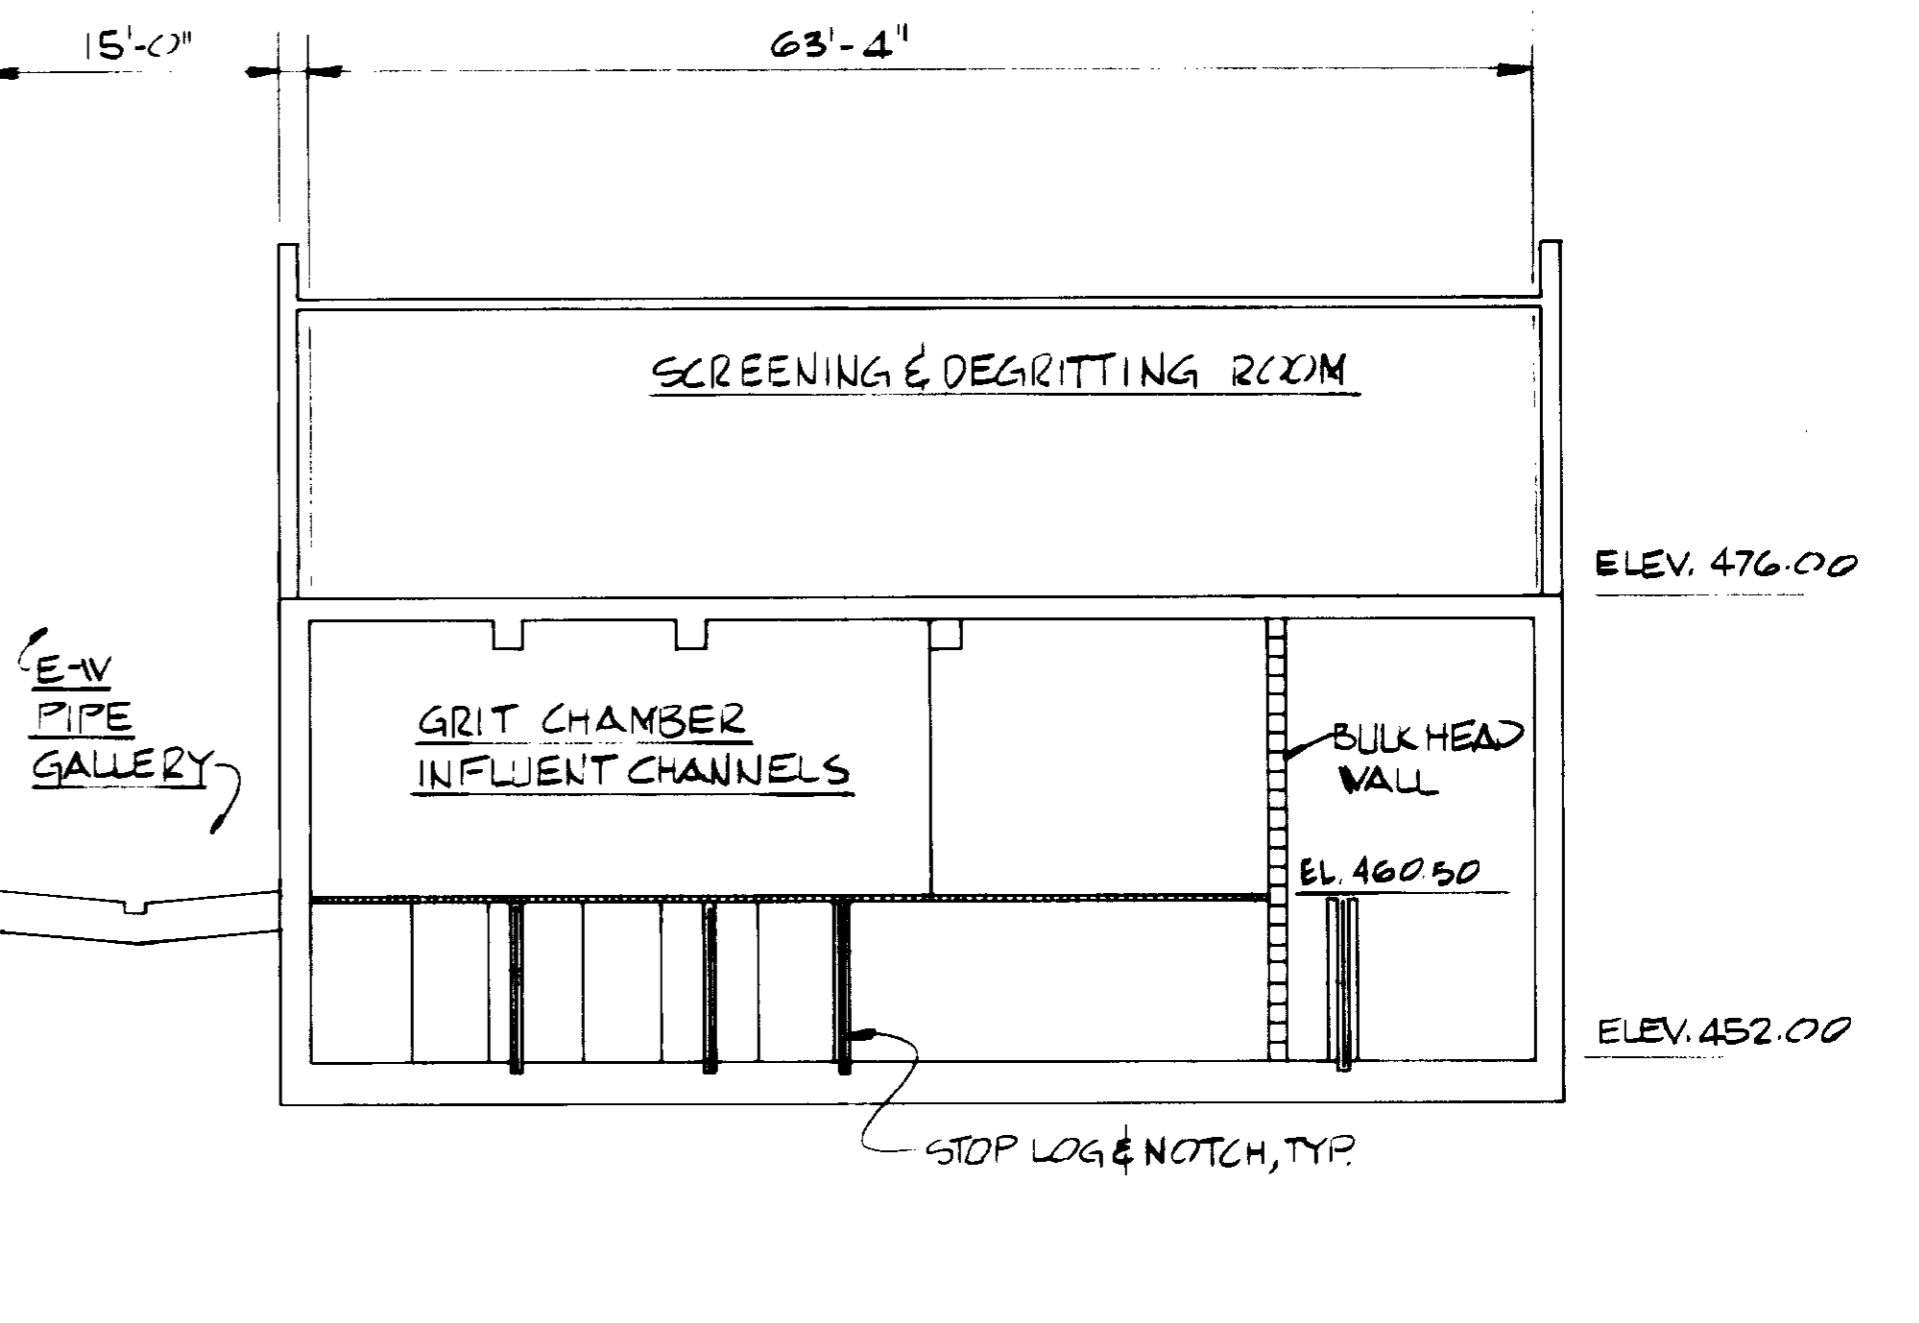 15'-0"
63'-4"
SCREENING & DEGRITTING ROOM
ELEV. 476.00
E-W
PIPE
GALLERY
GRIT CHAMBER
INFLUENT CHANNELS
BULKHEAD
WALL
EL. 460.50
ELEV. 452.00
STOP LOG & NOTCH, TYP.